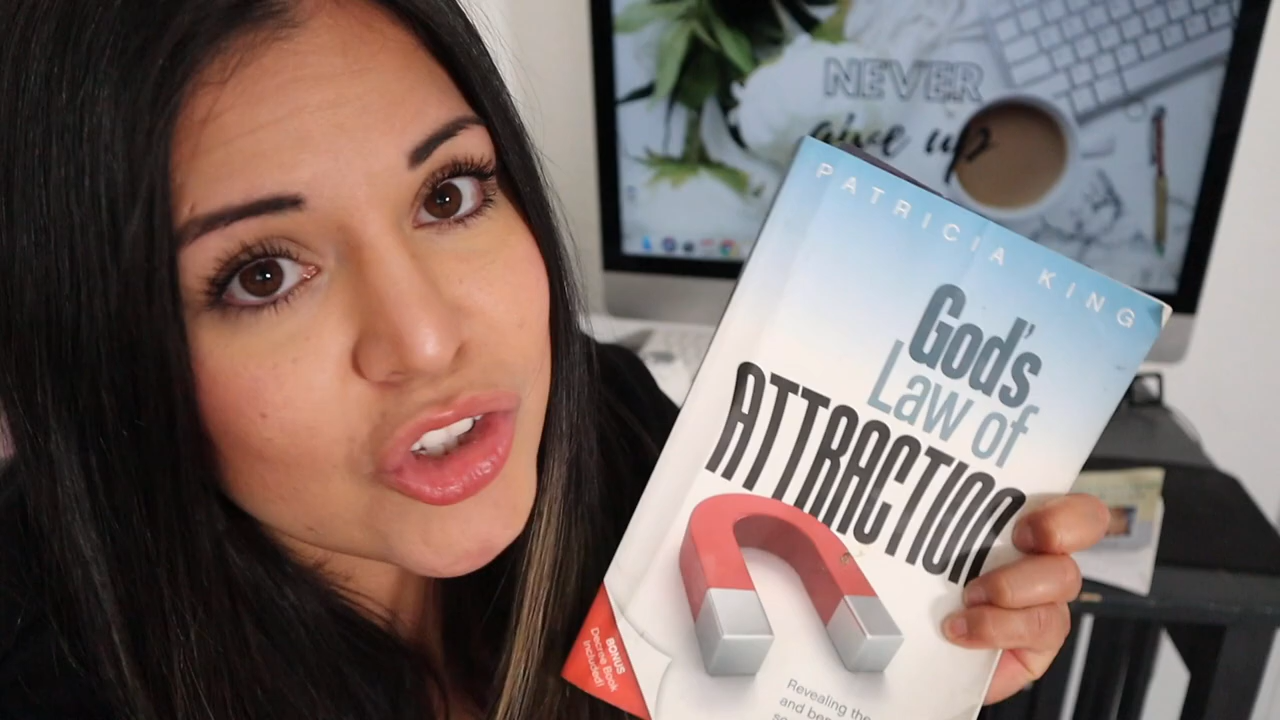 NEVER
give up
PATRICIA KING
God's
Law of
ATTRACTION
BONUS
Decree Book
Included!
Revealing the